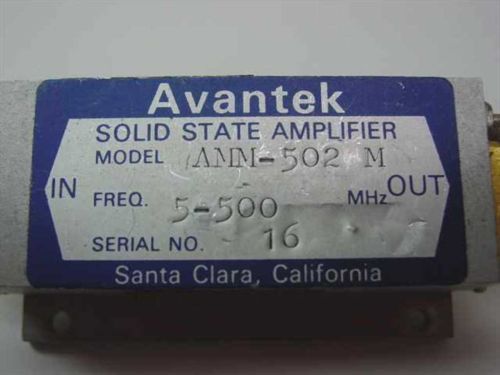 Avantek
SOLID STATE AMPLIFIER
MODEL AMM-502 M
IN OUT
FREQ. 5-500 MHz
SERIAL NO. 16
Santa Clara, California